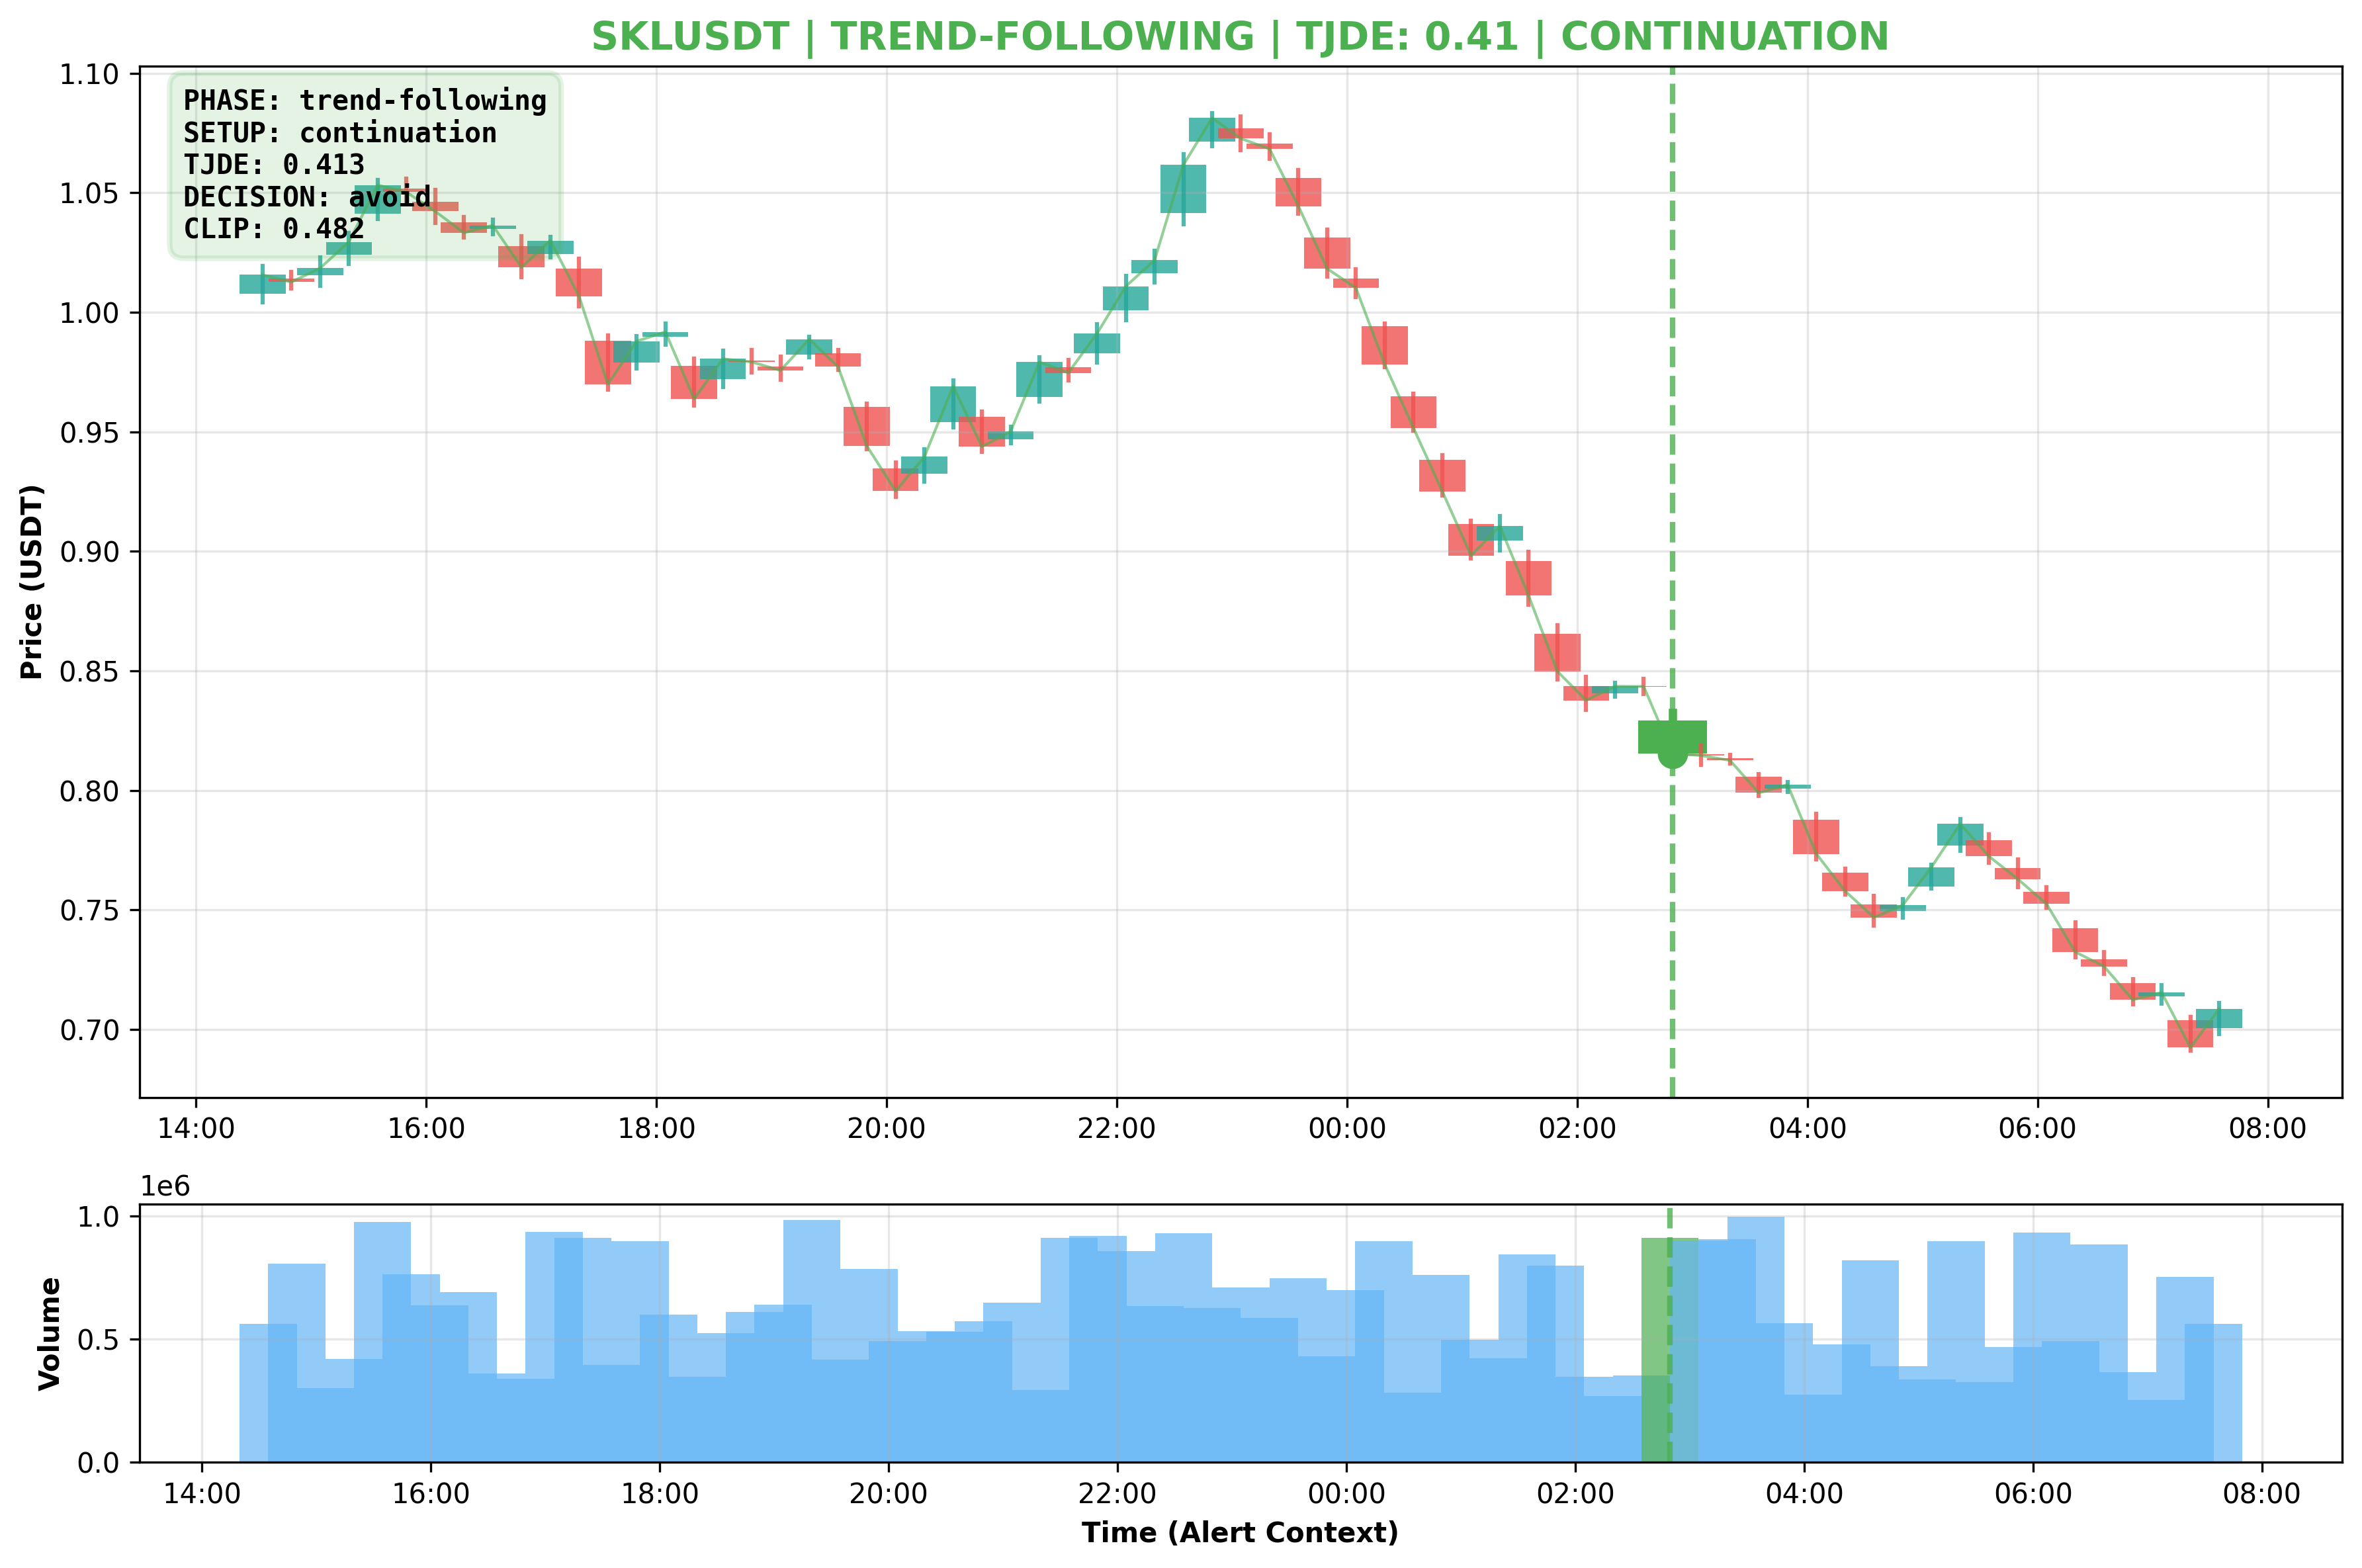 SKLUSDT | TREND-FOLLOWING | TJDE: 0.41 | CONTINUATION
PHASE: trend-following
SETUP: continuation
TJDE: 0.413
DECISION: avoid
CLIP: 0.482
Price (USDT)
1.10
1.05
1.00
0.95
0.90
0.85
0.80
0.75
0.70
14:00 16:00 18:00 20:00 22:00 00:00 02:00 04:00 06:00 08:00
1e6
Volume
1.0
0.5
0.0
14:00 16:00 18:00 20:00 22:00 00:00 02:00 04:00 06:00 08:00
Time (Alert Context)